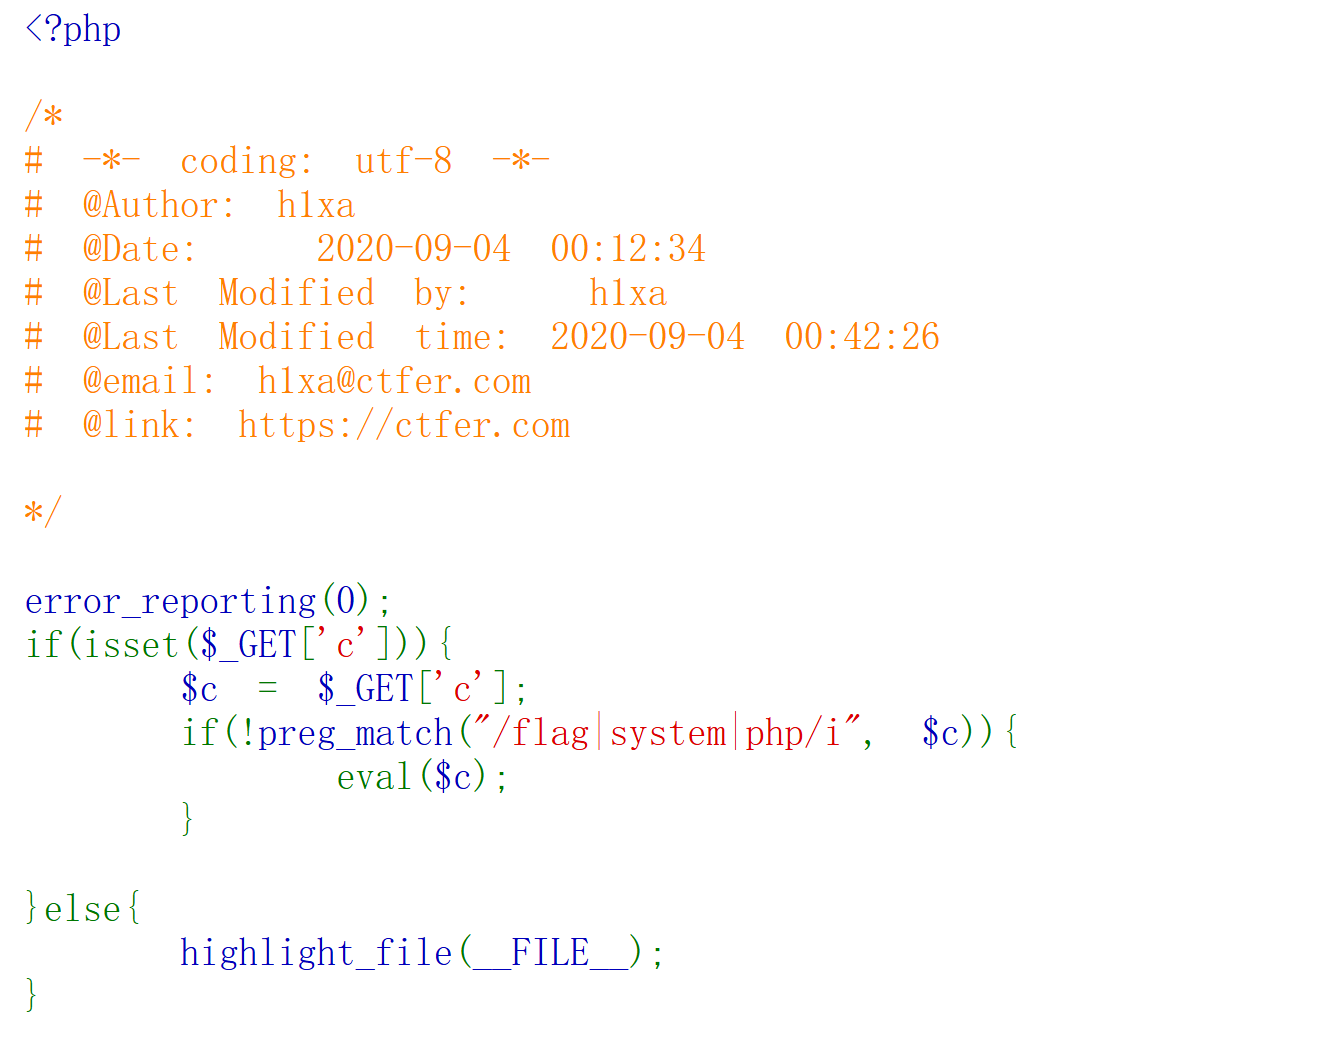 <?php

/*
# -*- coding: utf-8 -*-
# @Author: h1xa
# @Date:   2020-09-04 00:12:34
# @Last Modified by:   h1xa
# @Last Modified time: 2020-09-04 00:42:26
# @email: h1xa@ctfer.com
# @link: https://ctfer.com

*/

error_reporting(0);
if(isset($_GET['c'])){
    $c = $_GET['c'];
    if(!preg_match("/flag|system|php/i", $c)){
        eval($c);
    }

}else{
    highlight_file(__FILE__);
}